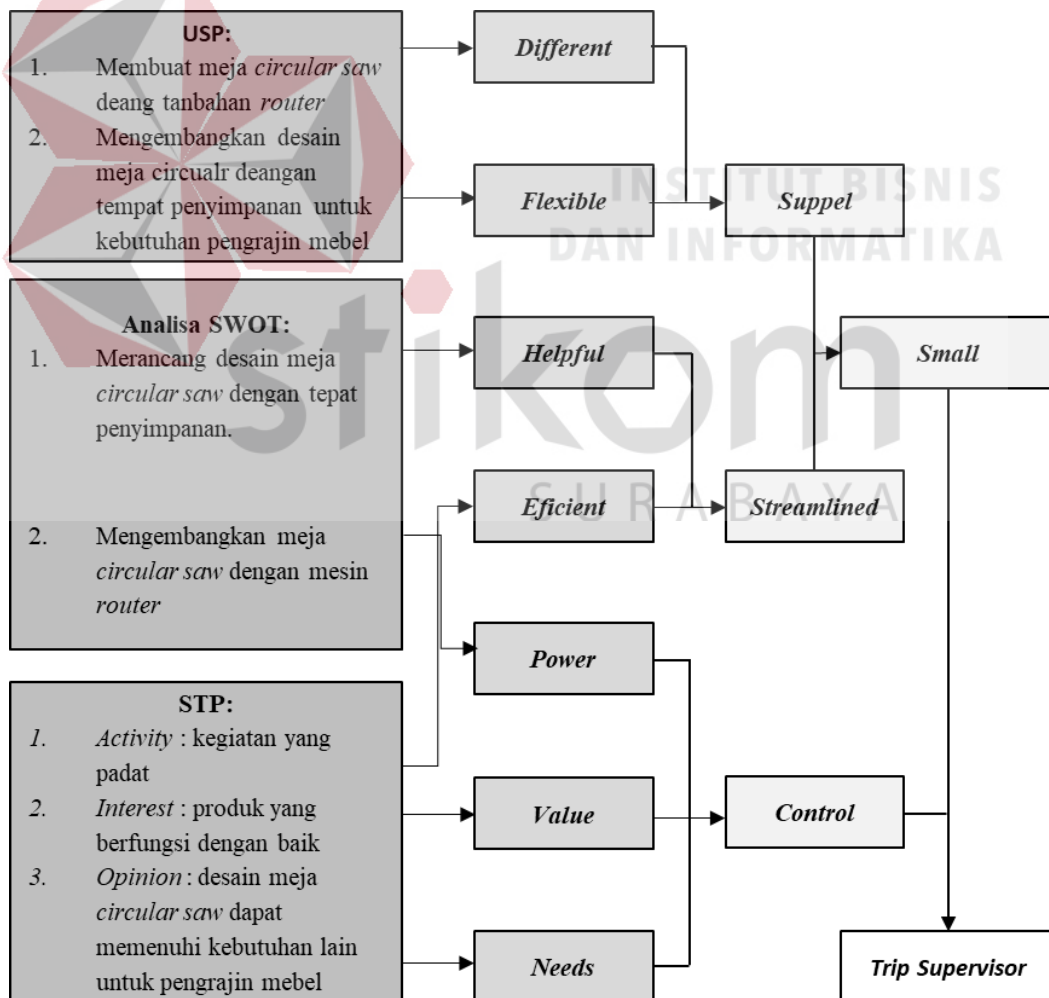 USP:
1. Membuat meja circular saw
deang tanbahan router
2. Mengembangkan desain
meja circualr deangan
tempat penyimpanan untuk
kebutuhan pengrajin mebel
Analisa SWOT:
1. Merancang desain meja
circular saw dengan tepat
penyimpanan.
2. Mengembangkan meja
circular saw dengan mesin
router
STP:
1. Activity : kegiatan yang
padat
2. Interest : produk yang
berfungsi dengan baik
3. Opinion : desain meja
circular saw dapat
memenuhi kebutuhan lain
untuk pengrajin mebel
Different
Flexible
Helpful
Eficient
Power
Value
Needs
Suppel
Streamlined
Control
Small
Trip Supervisor
INSTITUT BISNIS
DAN INFORMATIKA
stikom
SURABAYA